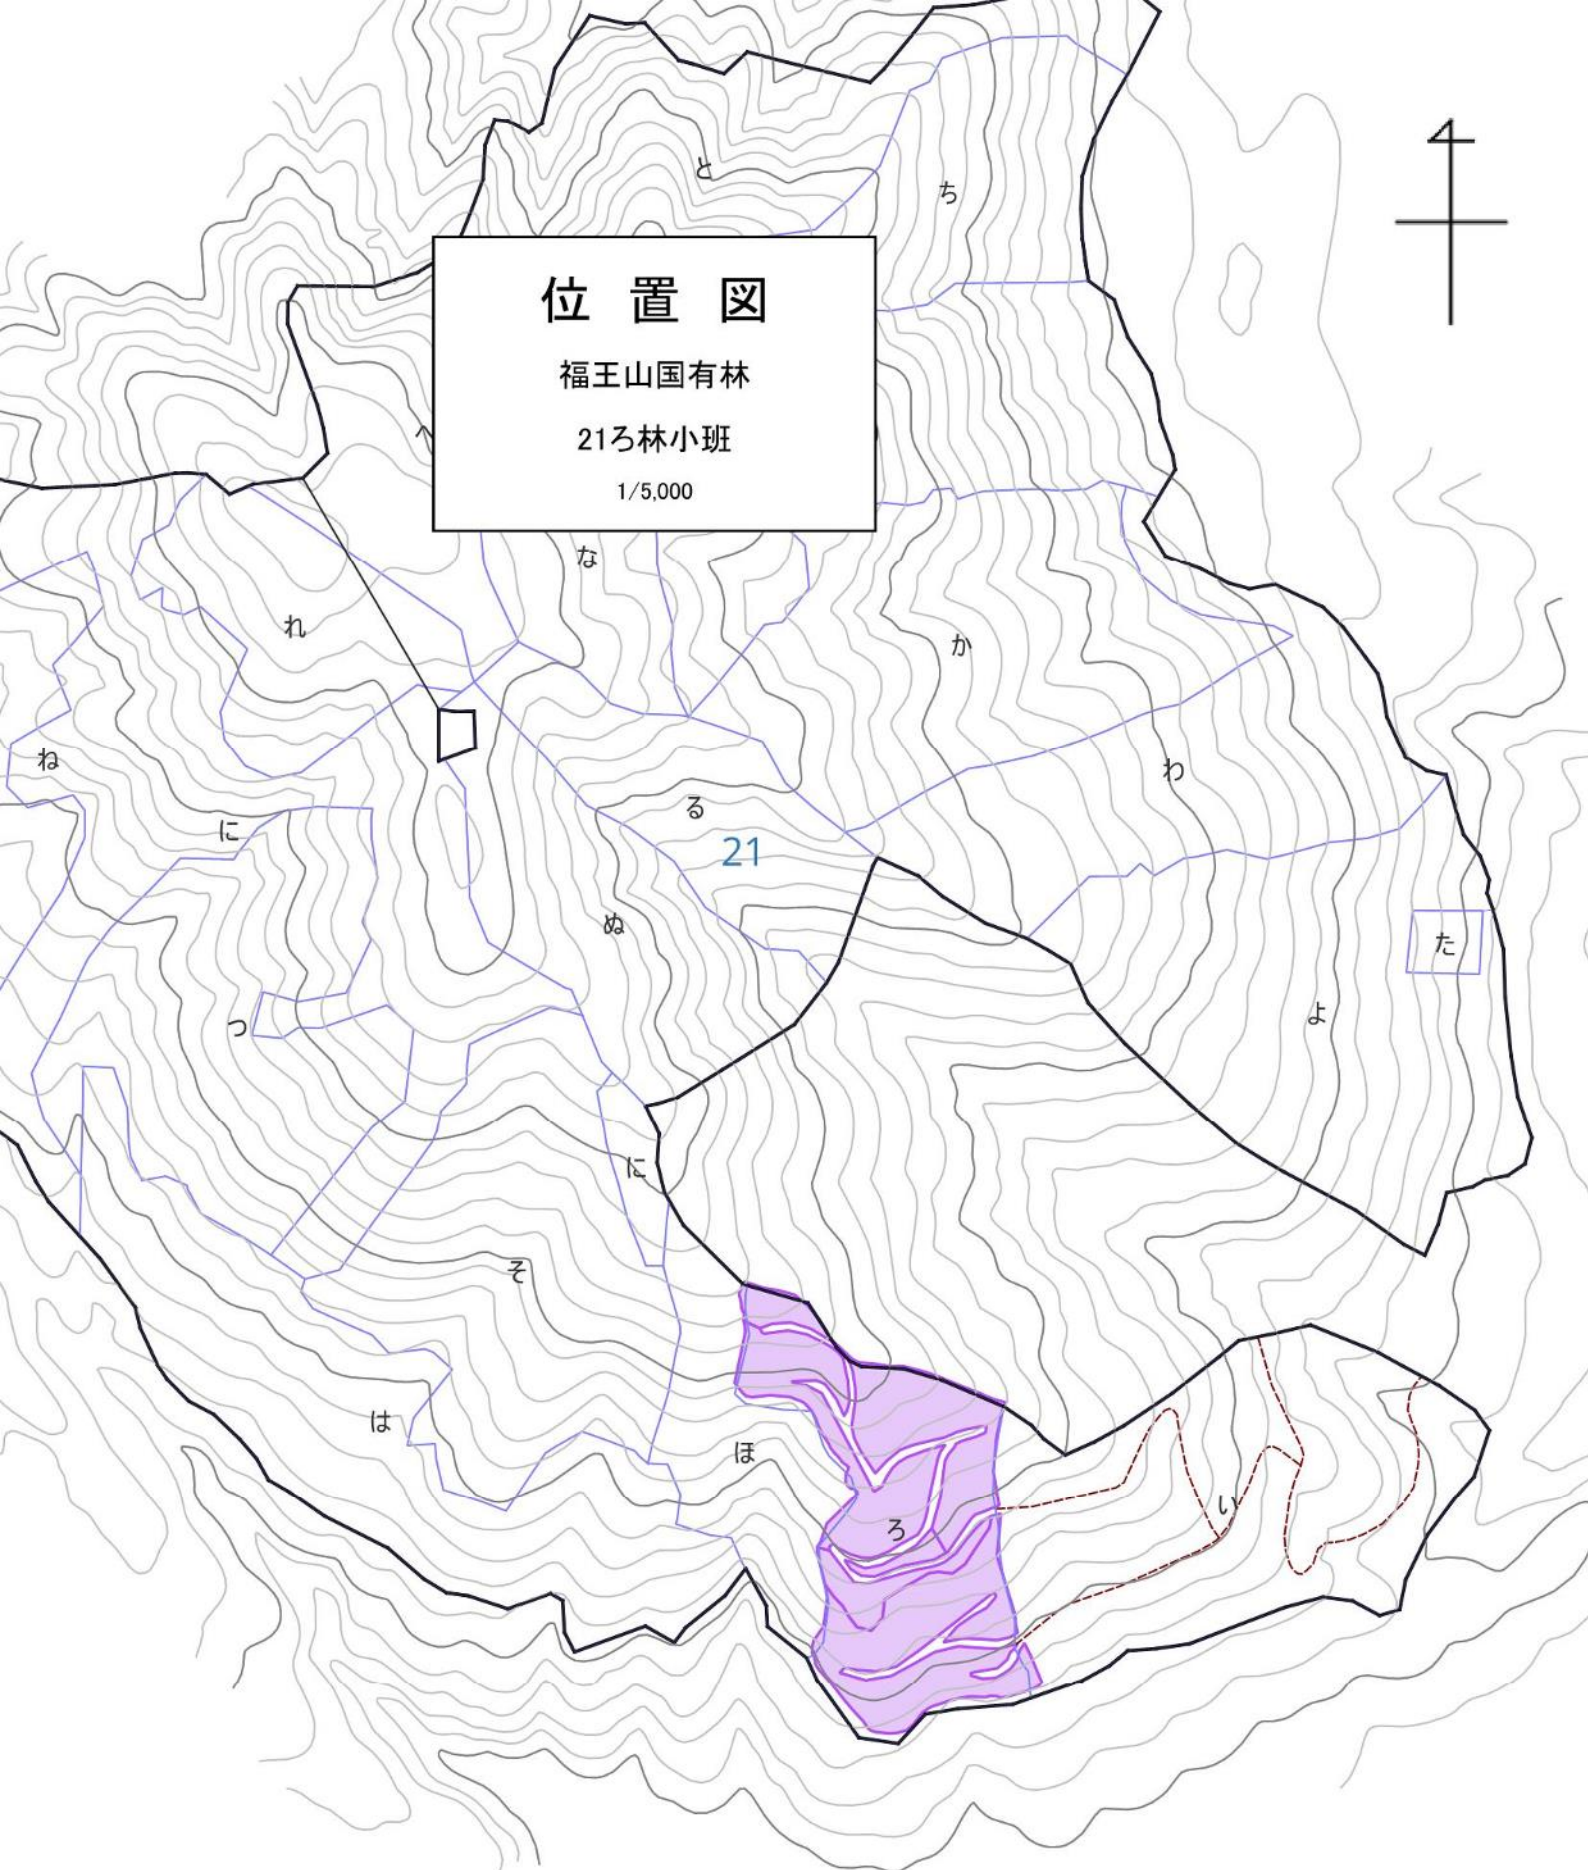 と
ち
位置図
福王山国有林
21ろ林小班
1/5,000
へ
な
れ
か
ね
わ
る
に
21
ぬ
た
つ
よ
に
そ
は
ほ
い
ろ